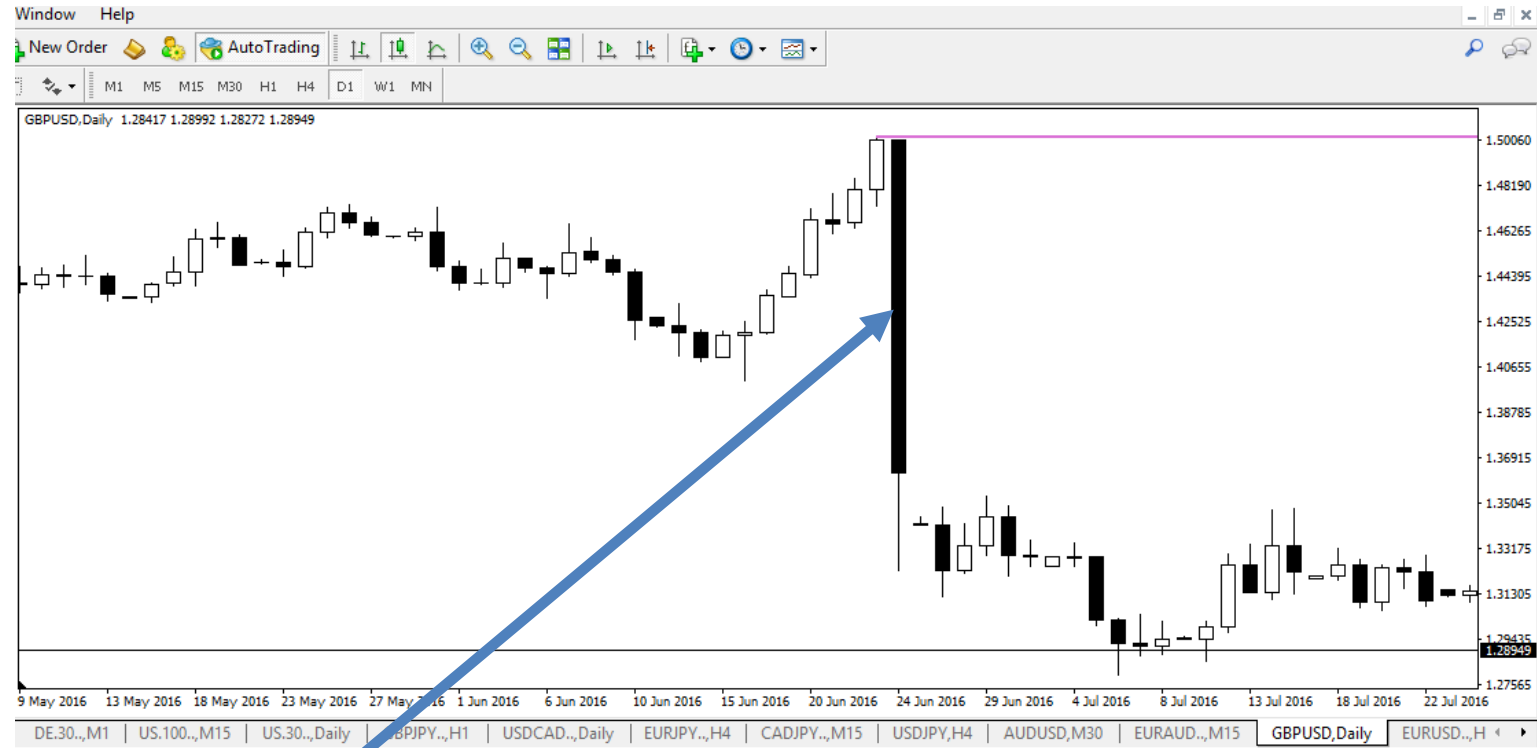 Window Help
New Order AutoTrading
M1 M5 M15 M30 H1 H4 D1 W1 MN
GBPUSD,Daily 1.28417 1.28992 1.28272 1.28949
1.50060
1.48190
1.46265
1.44395
1.42525
1.40655
1.38785
1.36915
1.35045
1.33175
1.31305
1.29435
1.28949
1.27565
9 May 2016 13 May 2016 18 May 2016 23 May 2016 27 May 2016 1 Jun 2016 6 Jun 2016 10 Jun 2016 15 Jun 2016 20 Jun 2016 24 Jun 2016 29 Jun 2016 4 Jul 2016 8 Jul 2016 13 Jul 2016 18 Jul 2016 22 Jul 2016
DE.30..,M1 US.100..,M15 US.30..,Daily BPJPY..,H1 USDCAD..,Daily EURJPY..,H4 CADJPY..,M15 USDJPY,H4 AUDUSD,M30 EURAUD..,M15 GBPUSD,Daily EURUSD..,H